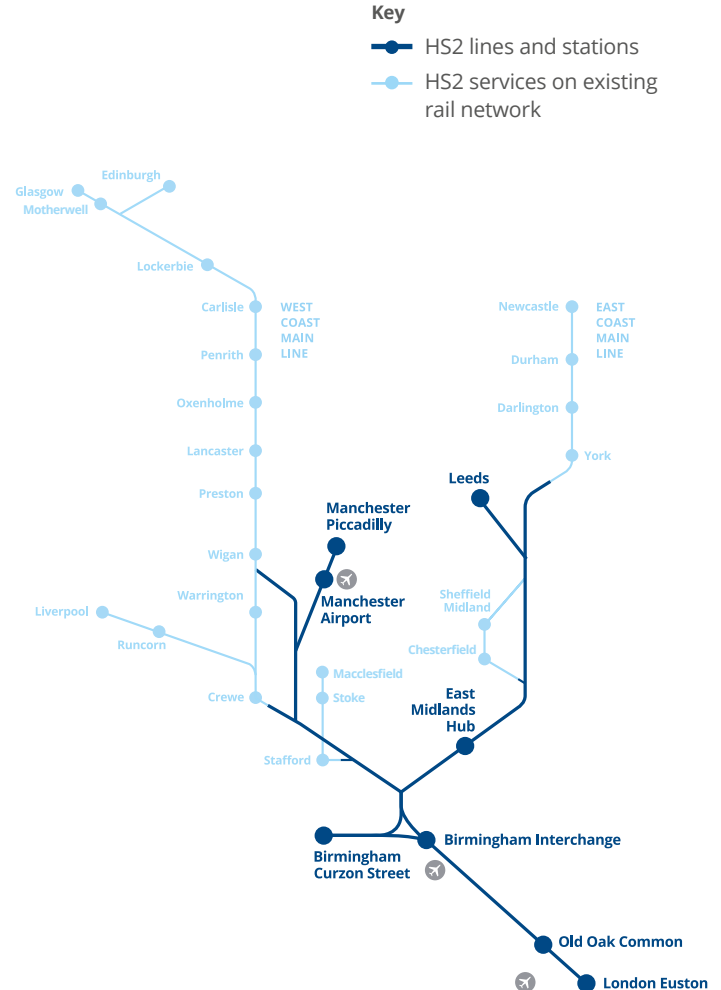 Key
HS2 lines and stations
HS2 services on existing
rail network
Edinburgh
Glasgow
Motherwell
Lockerbie
Carlisle
WEST
COAST
MAIN
LINE
Newcastle
EAST
COAST
MAIN
LINE
Penrith
Durham
Oxenholme
Darlington
Lancaster
York
Leeds
Preston
Manchester
Piccadilly
Wigan
Manchester
Airport
Warrington
Sheffield
Midland
Liverpool
Runcorn
Chesterfield
Macclesfield
Crewe
Stoke
East
Midlands
Hub
Stafford
Birmingham Interchange
Birmingham
Curzon Street
Old Oak Common
London Euston